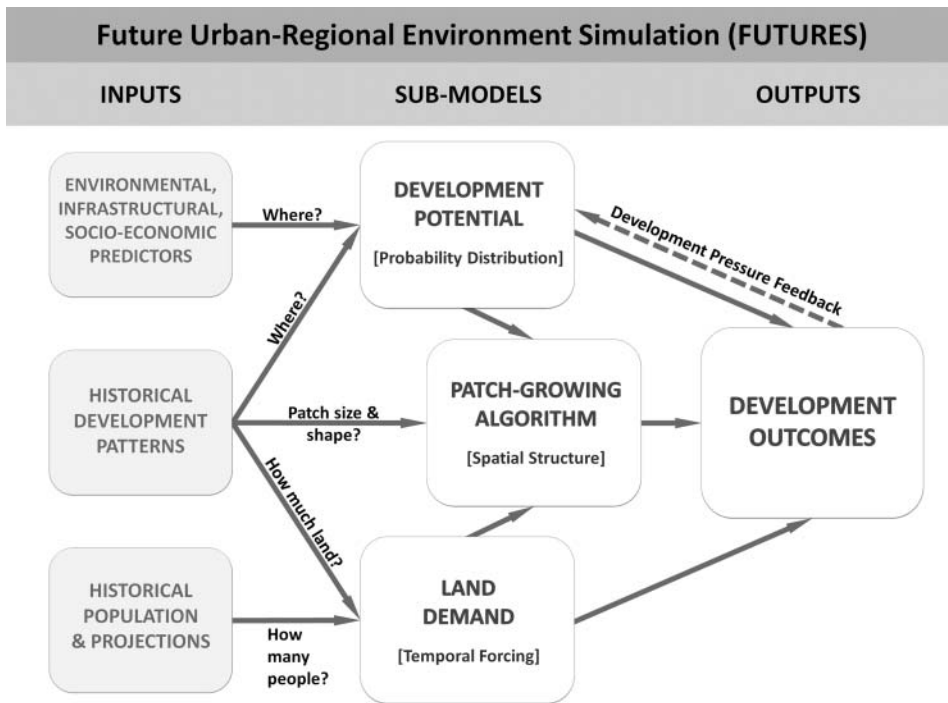 Future Urban-Regional Environment Simulation (FUTURES)
INPUTS
SUB-MODELS
OUTPUTS
ENVIRONMENTAL,
INFRASTRUCTURAL,
SOCIO-ECONOMIC
PREDICTORS
Where?
DEVELOPMENT
POTENTIAL
[Probability Distribution]
Development Pressure Feedback
Where?
HISTORICAL
DEVELOPMENT
PATTERNS
Patch size &
shape?
PATCH-GROWING
ALGORITHM
[Spatial Structure]
DEVELOPMENT
OUTCOMES
How much land?
HISTORICAL
POPULATION
& PROJECTIONS
How
many
people?
LAND
DEMAND
[Temporal Forcing]